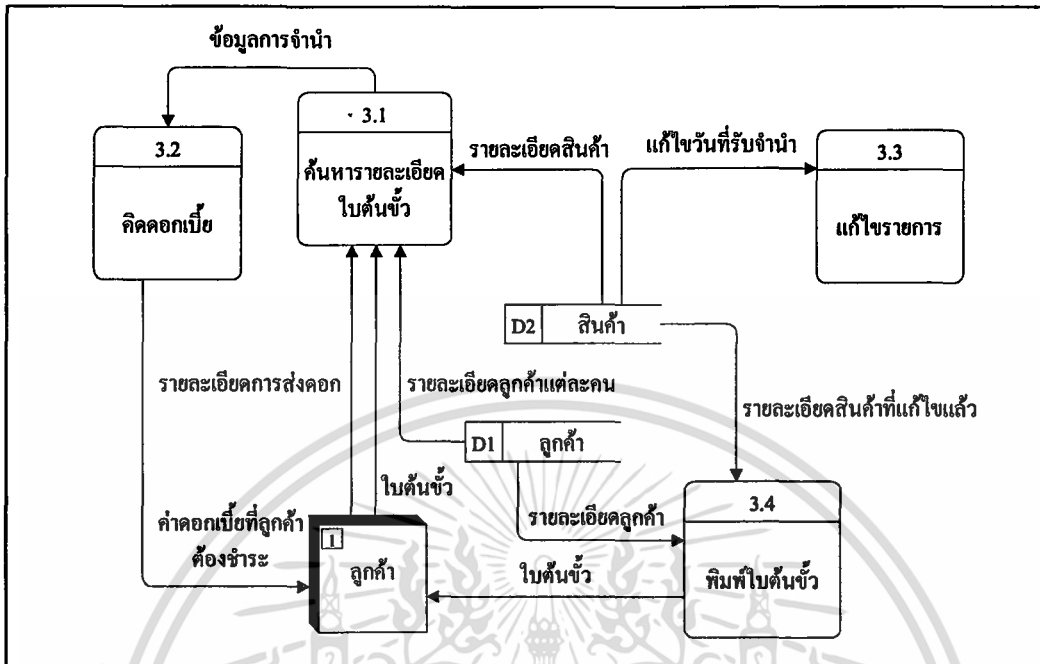 ข้อมูลการจำนำ
3.1
ค้นหารายละเอียด
ใบต้นขั้ว
3.2
คิดดอกเบี้ย
รายละเอียดสินค้า
แก้ไขวันที่รับจำนำ
3.3
แก้ไขรายการ
D2 สินค้า
รายละเอียดการส่งดอก
รายละเอียดลูกค้าแต่ละคน
รายละเอียดสินค้าที่แก้ไขแล้ว
D1 ลูกค้า
ใบต้นขั้ว
ค่าดอกเบี้ยที่ลูกค้า
ต้องชำระ
1
ลูกค้า
รายละเอียดลูกค้า
ใบต้นขั้ว
3.4
พิมพ์ใบต้นขั้ว